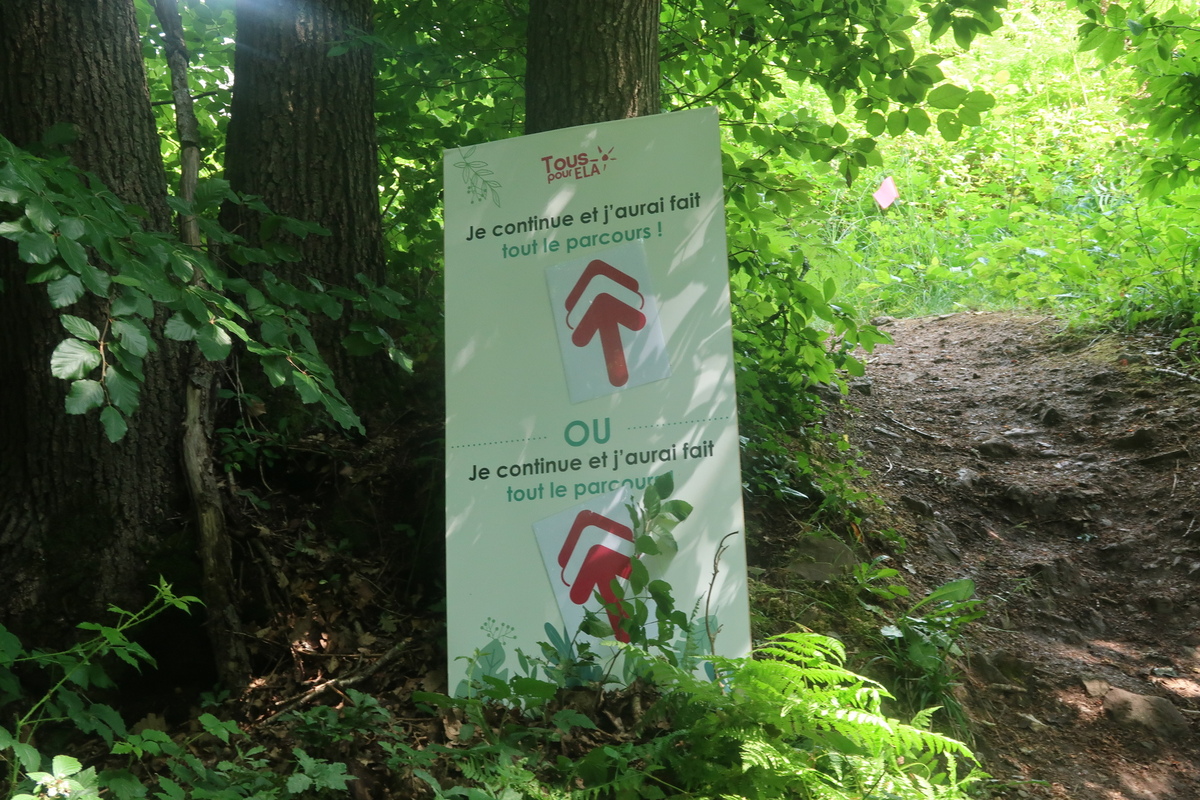 Tous
pour ELA
Je continue et j'aurai fait
tout le parcours !
OU
Je continue et j'aurai fait
tout le parcours